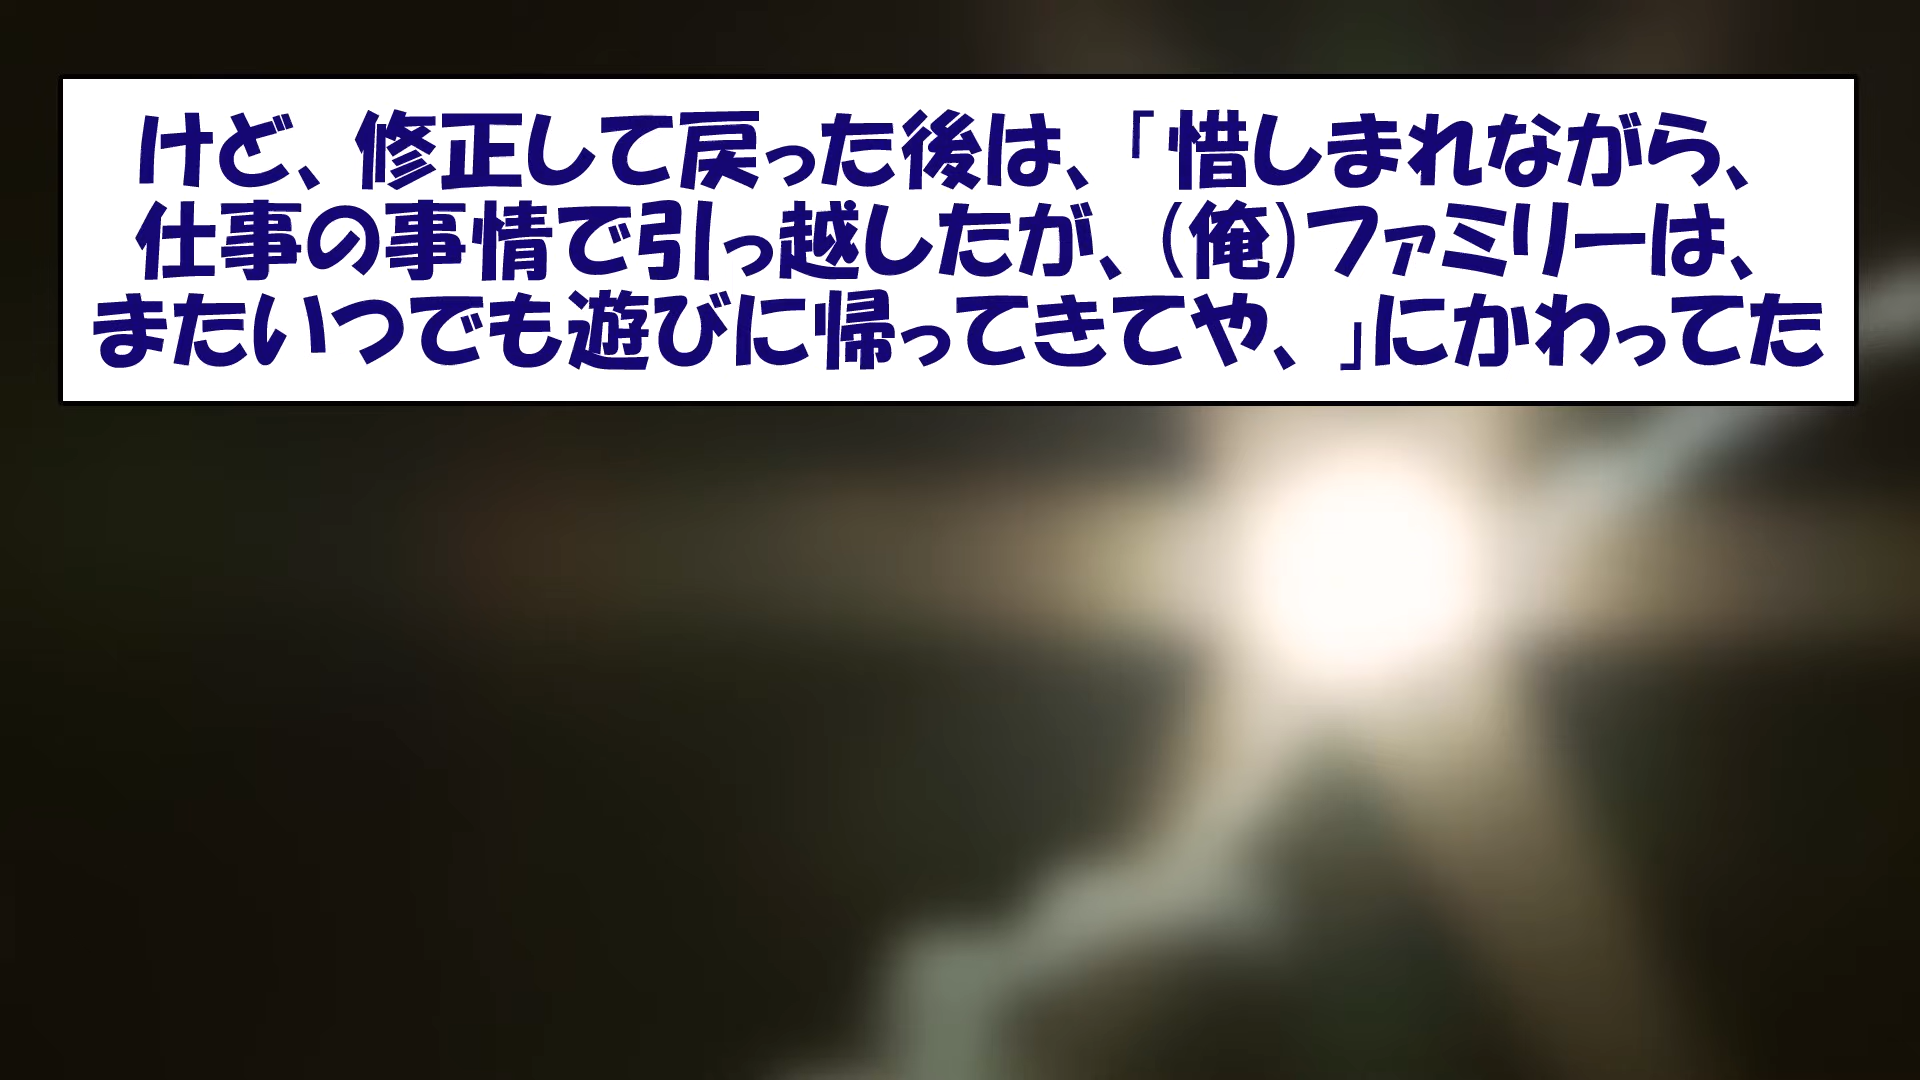 けど、修正して戻った後は、「惜しまれながら、
仕事の事情で引っ越したが、(俺)ファミリーは、
またいつでも遊びに帰ってきてや、」にかわってた